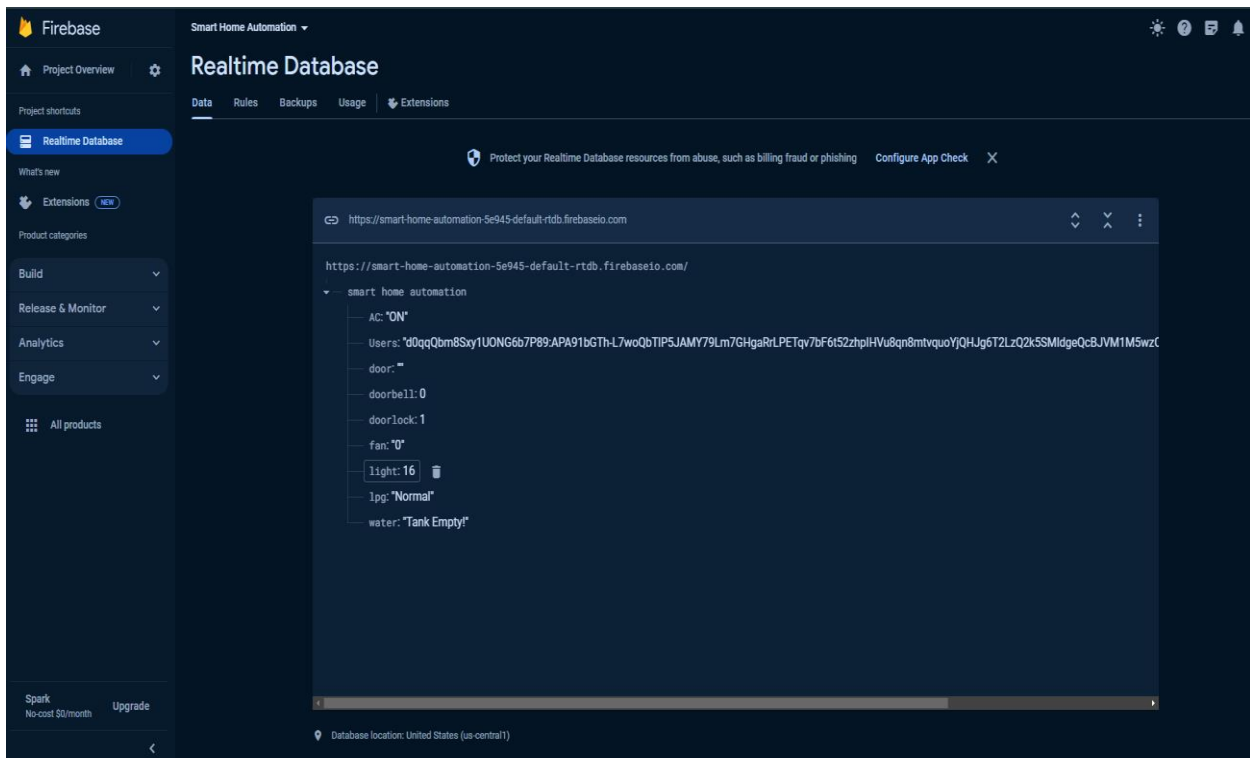 Firebase
Project Overview
Project shortcuts
Realtime Database
What's new
Extensions NEW
Product categories
Build
Release & Monitor
Analytics
Engage
All products
Spark
No-cost $0/month
Upgrade
Smart Home Automation
Realtime Database
Data Rules Backups Usage Extensions
Protect your Realtime Database resources from abuse, such as billing fraud or phishing Configure App Check
https://smart-home-automation-5e945-default-rtdb.firebaseio.com
https://smart-home-automation-5e945-default-rtdb.firebaseio.com/
smart home automation
AC: "ON"
Users:
door: ""
doorbell: 0
doorlock: 1
fan: "0"
light: 16
lpg: "Normal"
water: "Tank Empty!"
Database location: United States (us-central1)